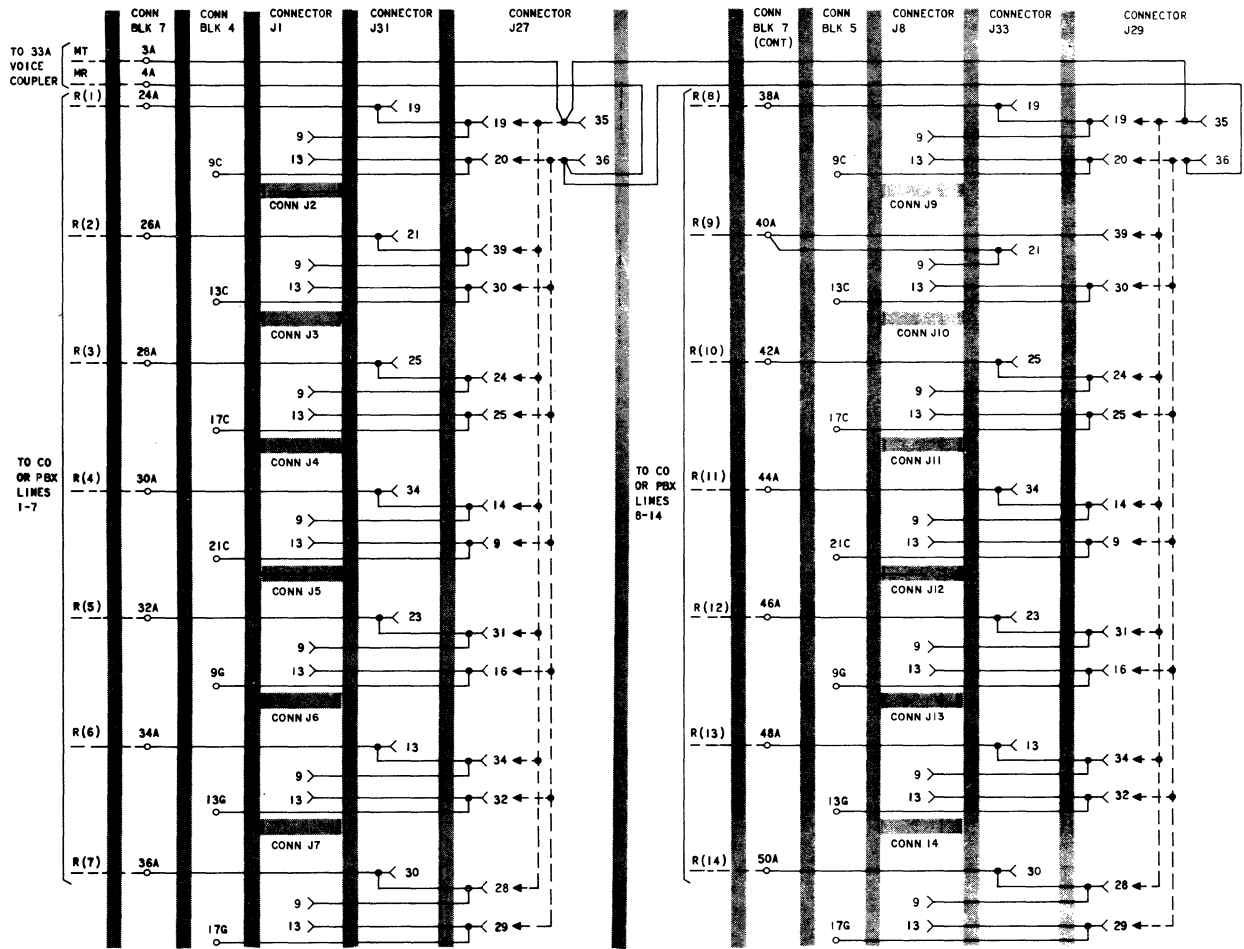 CONN BLK 7
CONN BLK 4
CONNECTOR J1
CONNECTOR J31
CONNECTOR J27
CONN BLK 7 (CONT)
CONN BLK 5
CONNECTOR J8
CONNECTOR J33
CONNECTOR J29
TO 33A VOICE COUPLER
MT 3A
MR 4A
R(1) 24A 19
9 19 35
13 20 36
9C
CONN J2
R(2) 26A 21
9 39
13 30
13C
CONN J3
R(3) 28A 25
9 24
13 25
17C
CONN J4
TO CO OR PBX LINES 1-7
R(4) 30A 34
9 14
13 9
21C
CONN J5
R(5) 32A 23
9 31
13 16
9G
CONN J6
R(6) 34A 13
9 34
13 32
13G
CONN J7
R(7) 36A 30
9 28
13 29
17G
R(8) 38A 19
9 19 35
13 20 36
9C
CONN J9
R(9) 40A 39
21
9
13 30
13C
CONN J10
R(10) 42A 25
9 24
13 25
17C
CONN J11
TO CO OR PBX LINES 8-14
R(11) 44A 34
9 14
13 9
21C
CONN J12
R(12) 46A 23
9 31
13 16
9G
CONN J13
R(13) 48A 13
9 34
13 32
13G
CONN 14
R(14) 50A 30
9 28
13 29
17G